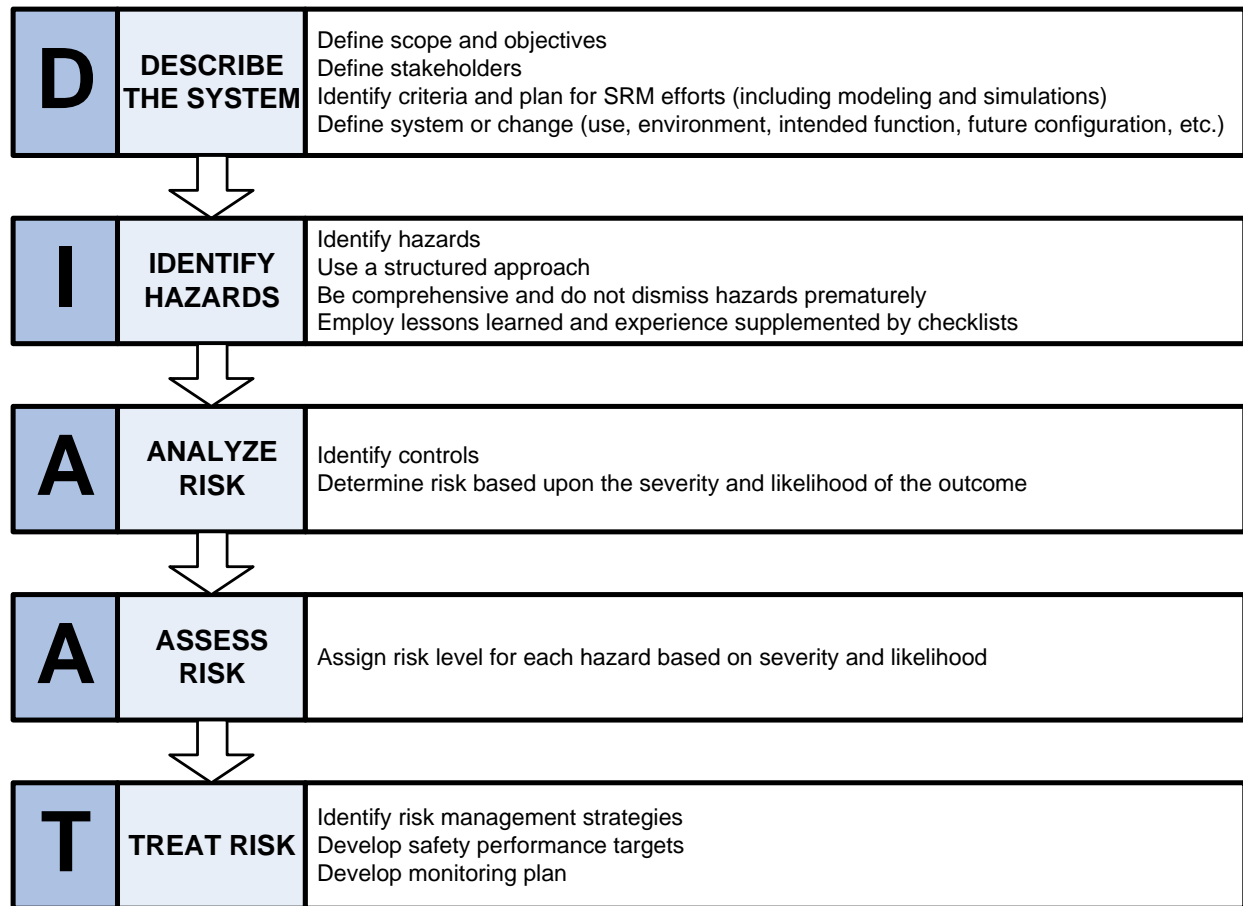 D
DESCRIBE
THE SYSTEM
Define scope and objectives
Define stakeholders
Identify criteria and plan for SRM efforts (including modeling and simulations)
Define system or change (use, environment, intended function, future configuration, etc.)
I
IDENTIFY
HAZARDS
Identify hazards
Use a structured approach
Be comprehensive and do not dismiss hazards prematurely
Employ lessons learned and experience supplemented by checklists
A
ANALYZE
RISK
Identify controls
Determine risk based upon the severity and likelihood of the outcome
A
ASSESS
RISK
Assign risk level for each hazard based on severity and likelihood
T
TREAT RISK
Identify risk management strategies
Develop safety performance targets
Develop monitoring plan